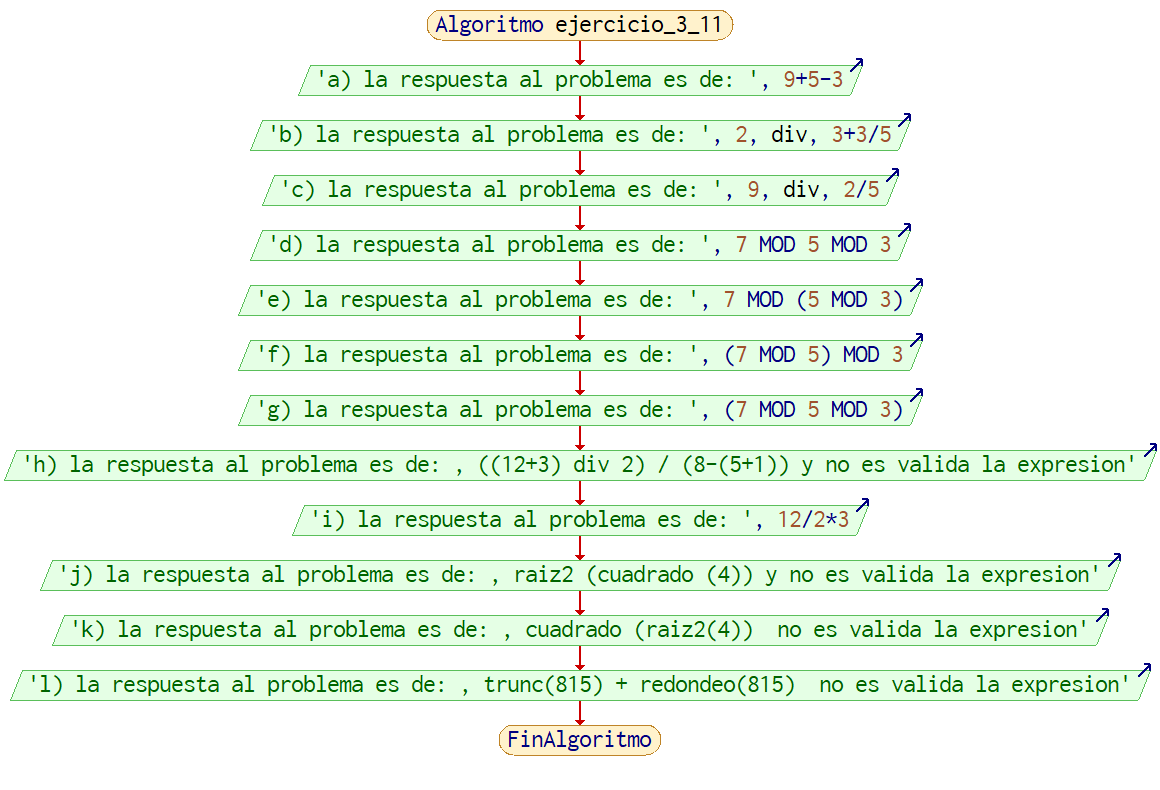 Algoritmo ejercicio_3_11
'a) la respuesta al problema es de: ', 9+5-3
'b) la respuesta al problema es de: ', 2, div, 3+3/5
'c) la respuesta al problema es de: ', 9, div, 2/5
'd) la respuesta al problema es de: ', 7 MOD 5 MOD 3
'e) la respuesta al problema es de: ', 7 MOD (5 MOD 3)
'f) la respuesta al problema es de: ', (7 MOD 5) MOD 3
'g) la respuesta al problema es de: ', (7 MOD 5 MOD 3)
'h) la respuesta al problema es de: , ((12+3) div 2) / (8-(5+1)) y no es valida la expresion'
'i) la respuesta al problema es de: ', 12/2*3
'j) la respuesta al problema es de: , raiz2 (cuadrado (4)) y no es valida la expresion'
'k) la respuesta al problema es de: , cuadrado (raiz2(4))  no es valida la expresion'
'l) la respuesta al problema es de: , trunc(815) + redondeo(815)  no es valida la expresion'
FinAlgoritmo